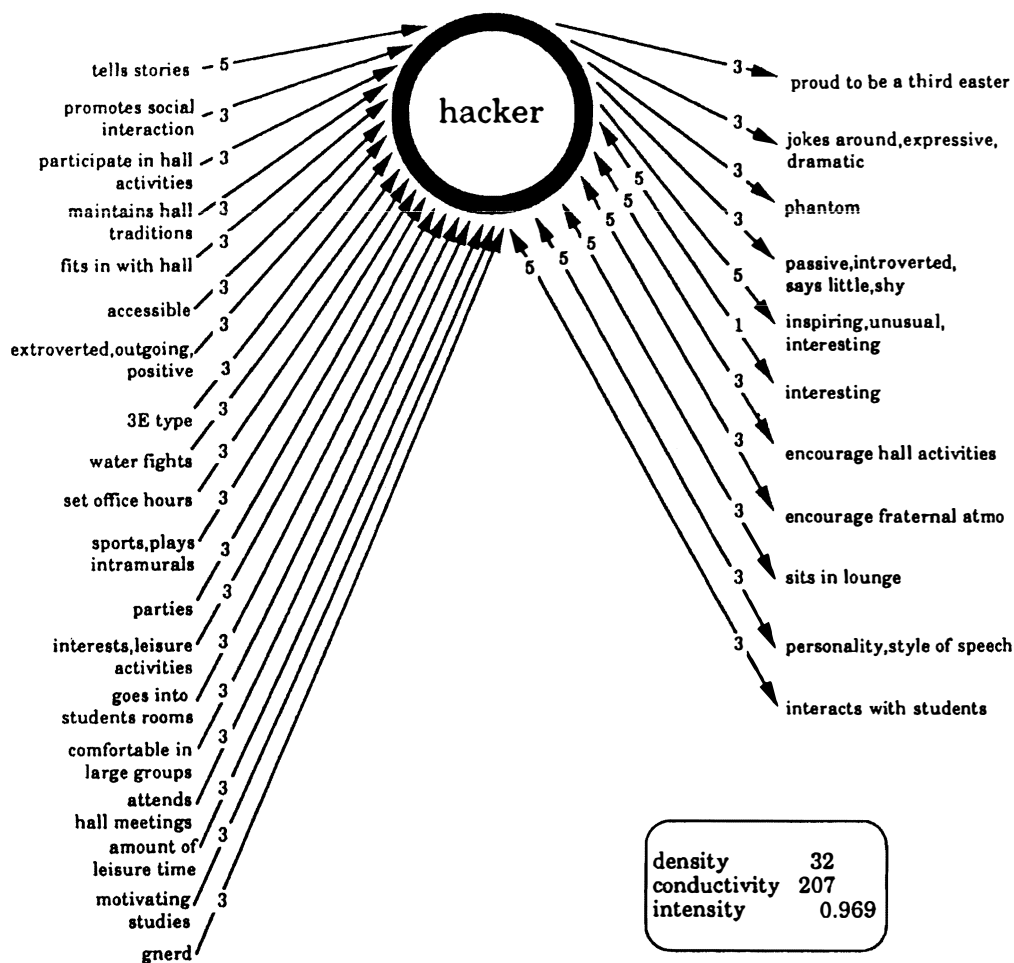 hacker
tells stories
5
promotes social
interaction
3
participate in hall
activities
3
maintains hall
traditions
3
fits in with hall
3
accessible
3
extroverted,outgoing,
positive
3
3E type
3
water fights
3
set office hours
3
sports,plays
intramurals
3
parties
3
interests,leisure
activities
3
goes into
students rooms
3
comfortable in
large groups
3
attends
hall meetings
3
amount of
leisure time
3
motivating
studies
3
gnerd
3
3
proud to be a third easter
3
jokes around,expressive,
dramatic
3
phantom
3
passive,introverted,
says little,shy
5
inspiring,unusual,
interesting
5
1
interesting
5
3
encourage hall activities
5
3
encourage fraternal atmo
5
3
sits in lounge
5
3
personality,style of speech
5
3
interacts with students
density 32
conductivity 207
intensity 0.969